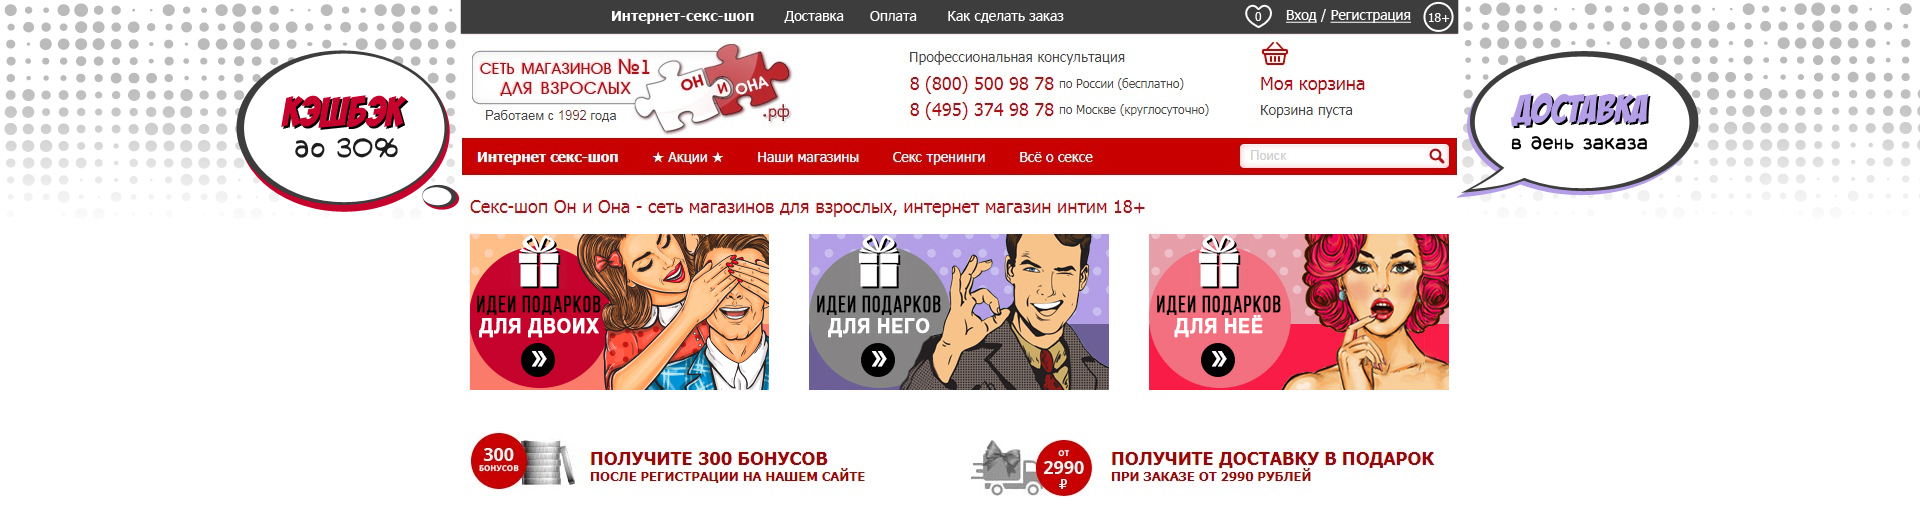 Интернет-секс-шоп Доставка Оплата Как сделать заказ 0 Вход / Регистрация 18+
КЭШБЭК
до 30%
СЕТЬ МАГАЗИНОВ №1
ДЛЯ ВЗРОСЛЫХ
Работаем с 1992 года
ОН И ОНА
.рф
Профессиональная консультация
8 (800) 500 98 78 по России (бесплатно)
8 (495) 374 98 78 по Москве (круглосуточно)
Моя корзина
Корзина пуста
ДОСТАВКА
в день заказа
Интернет секс-шоп ★ Акции ★ Наши магазины Секс тренинги Всё о сексе Поиск
Секс-шоп Он и Она - сеть магазинов для взрослых, интернет магазин интим 18+
ИДЕИ ПОДАРКОВ
ДЛЯ ДВОИХ
ИДЕИ ПОДАРКОВ
ДЛЯ НЕГО
ИДЕИ ПОДАРКОВ
ДЛЯ НЕЁ
300
БОНУСОВ
ПОЛУЧИТЕ 300 БОНУСОВ
ПОСЛЕ РЕГИСТРАЦИИ НА НАШЕМ САЙТЕ
ОТ
2990
₽
ПОЛУЧИТЕ ДОСТАВКУ В ПОДАРОК
ПРИ ЗАКАЗЕ ОТ 2990 РУБЛЕЙ